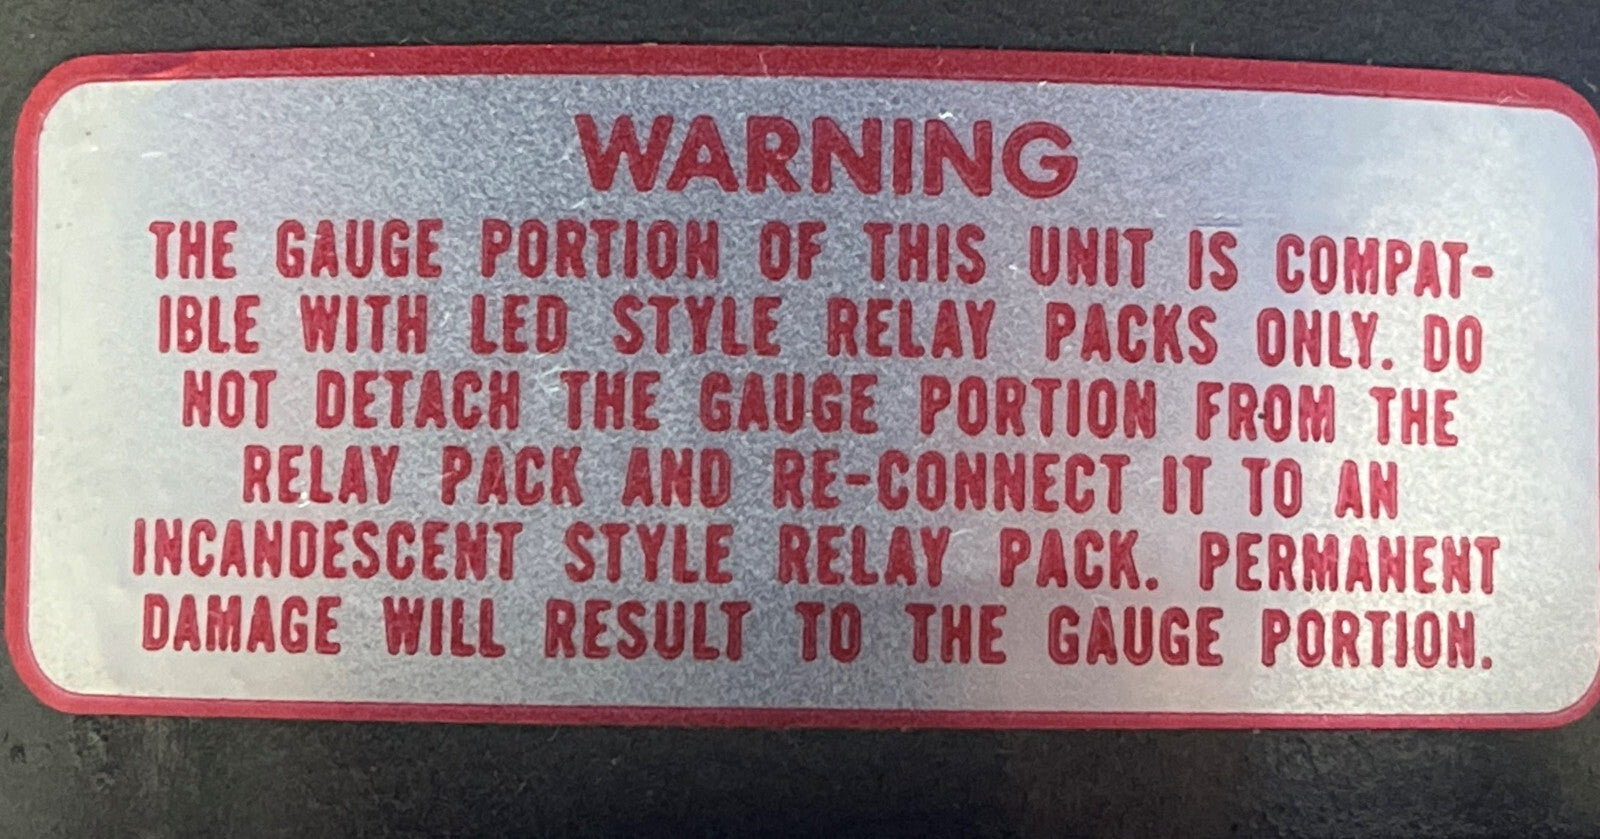 WARNING
THE GAUGE PORTION OF THIS UNIT IS COMPAT-
IBLE WITH LED STYLE RELAY PACKS ONLY. DO
NOT DETACH THE GAUGE PORTION FROM THE
RELAY PACK AND RE-CONNECT IT TO AN
INCANDESCENT STYLE RELAY PACK. PERMANENT
DAMAGE WILL RESULT TO THE GAUGE PORTION.